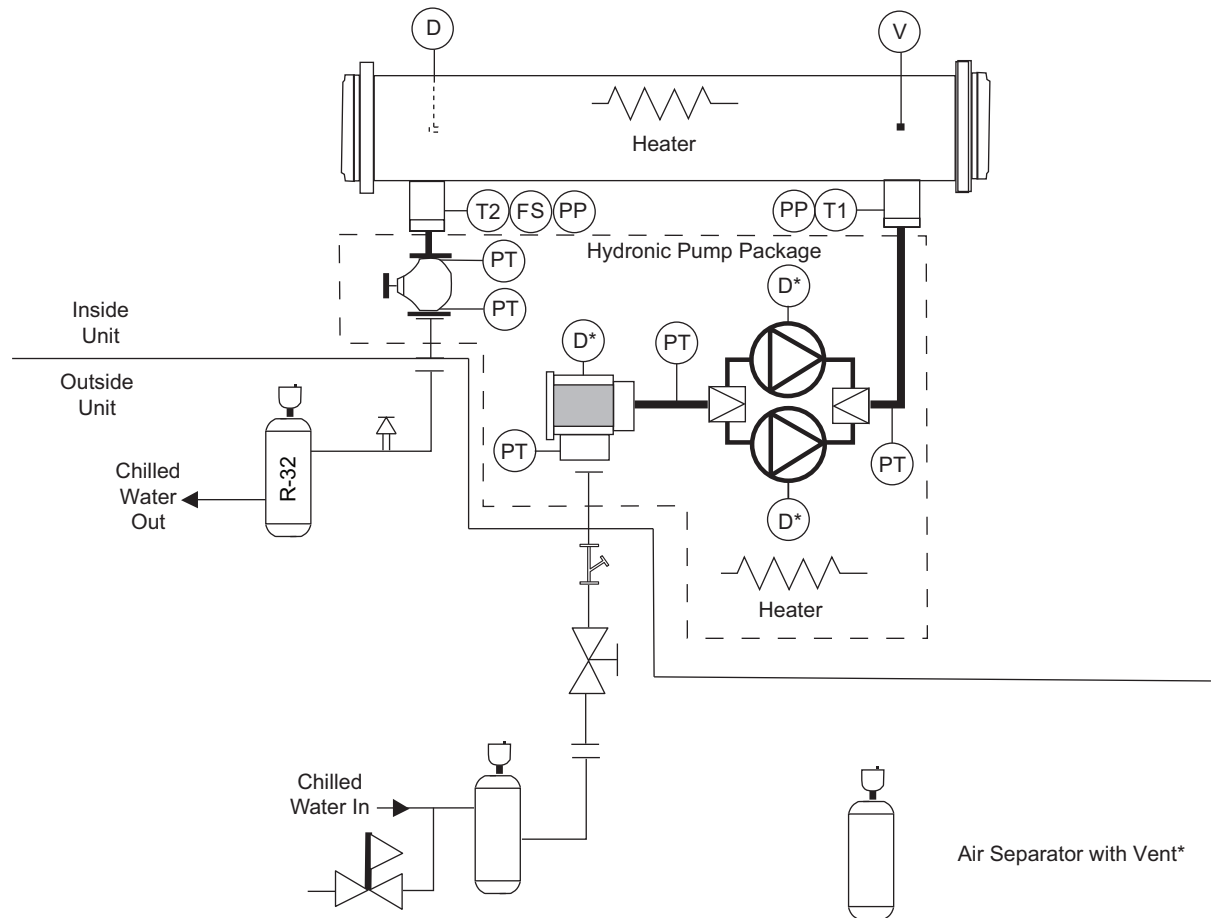 D
V
Heater
T2 FS PP
PP T1
Hydronic Pump Package
PT
PT
D*
Inside
Unit
D*
PT
Outside
Unit
PT
PT
R-32
Chilled
Water
Out
D*
Heater
Chilled
Water In
Air Separator with Vent*